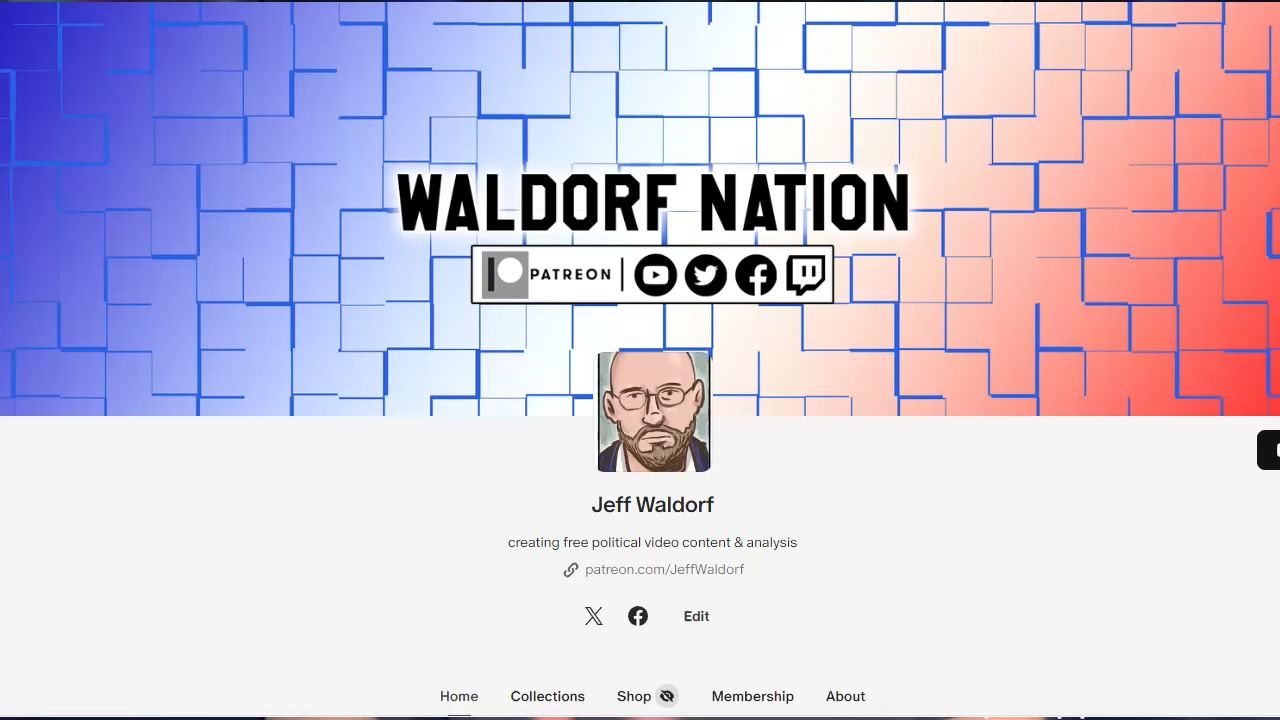 WALDORF NATION
PATREON
Jeff Waldorf
creating free political video content & analysis
patreon.com/JeffWaldorf
Edit
Home Collections Shop Membership About